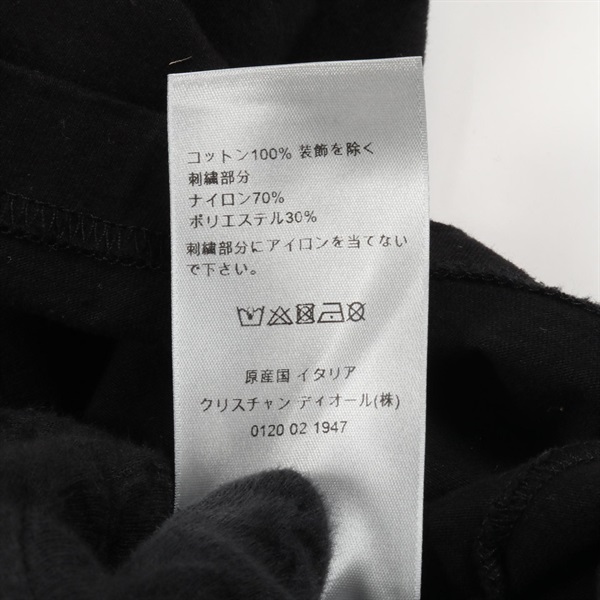 コットン100% 装飾を除く
刺繍部分
ナイロン70%
ポリエステル30%
刺繍部分にアイロンを当てない
で下さい。
原産国 イタリア
クリスチャン ディオール(株)
0120 02 1947